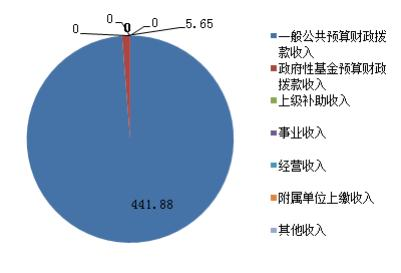 0
0
0
0
5.65
441.88
一般公共预算财政拨
款收入
政府性基金预算财政
拨款收入
上级补助收入
事业收入
经营收入
附属单位上缴收入
其他收入